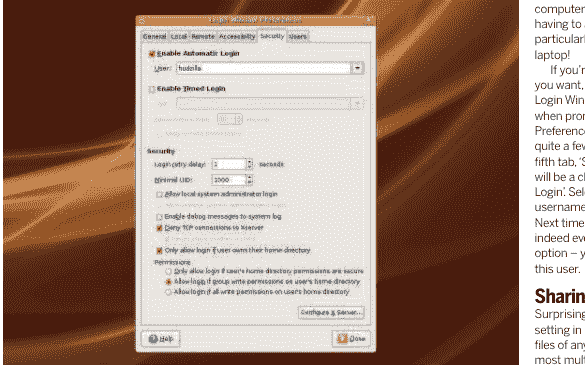 Login Window Preferences
General Local Remote Accessibility Security Users
Enable Automatic Login
User: hudzilla
Enable Timed Login
seconds
Security
Login retry delay: 1 seconds
Minimal UID: 1000
Allow local system administrator login
Enable debug messages to system log
Deny TCP connections to Xserver
Only allow login if user owns their home directory
Permissions
Only allow login if user's home directory permissions are secure
Allow login if group write permissions on user's home directory
Allow login if all write permissions on user's home directory
Configure X Server...
Help
Close
computer
having to
particularl
laptop!
If you'r
you want,
Login Win
when pron
Preference
quite a few
fifth tab, 'S
will be a cl
Login'. Sele
username
Next time
indeed eve
option – y
this user.
Sharin
Surprising
setting in
files of any
most mult